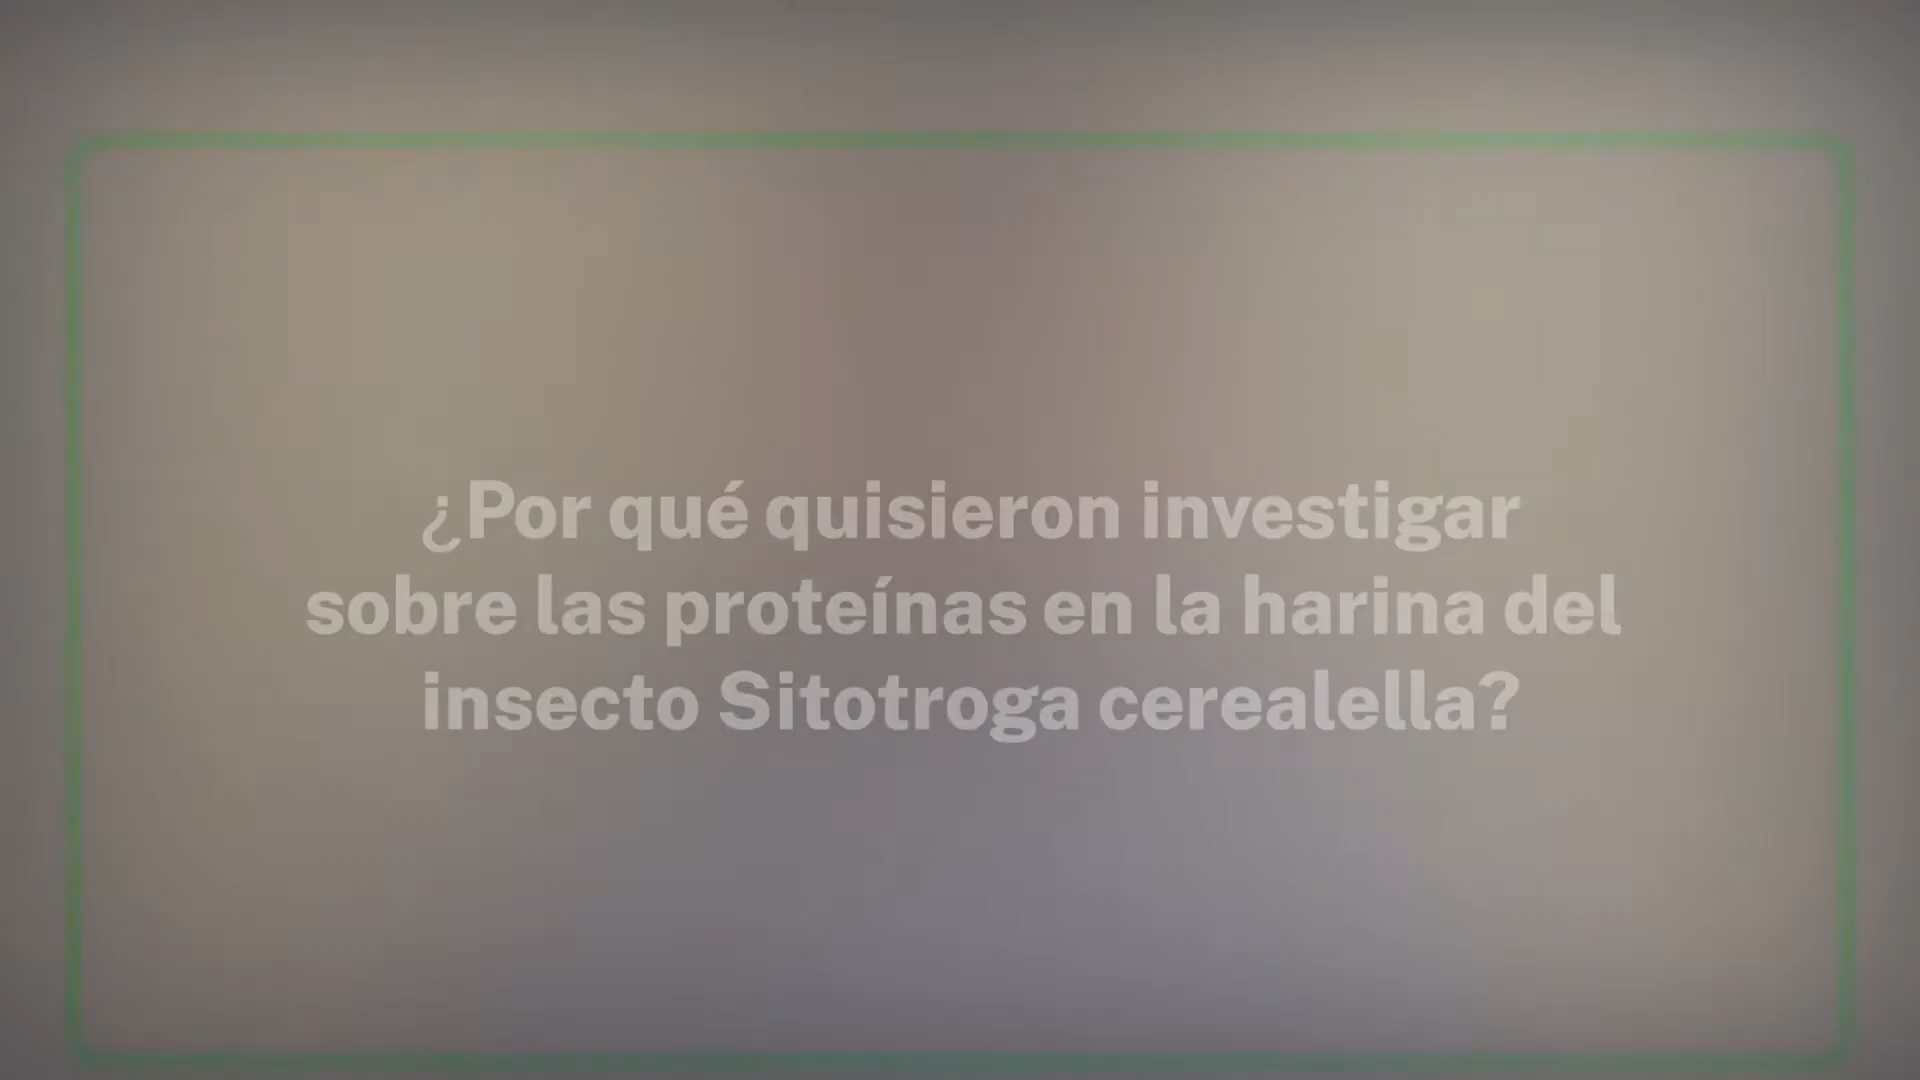 ¿Por qué quisieron investigar
sobre las proteínas en la harina del
insecto Sitotroga cerealella?